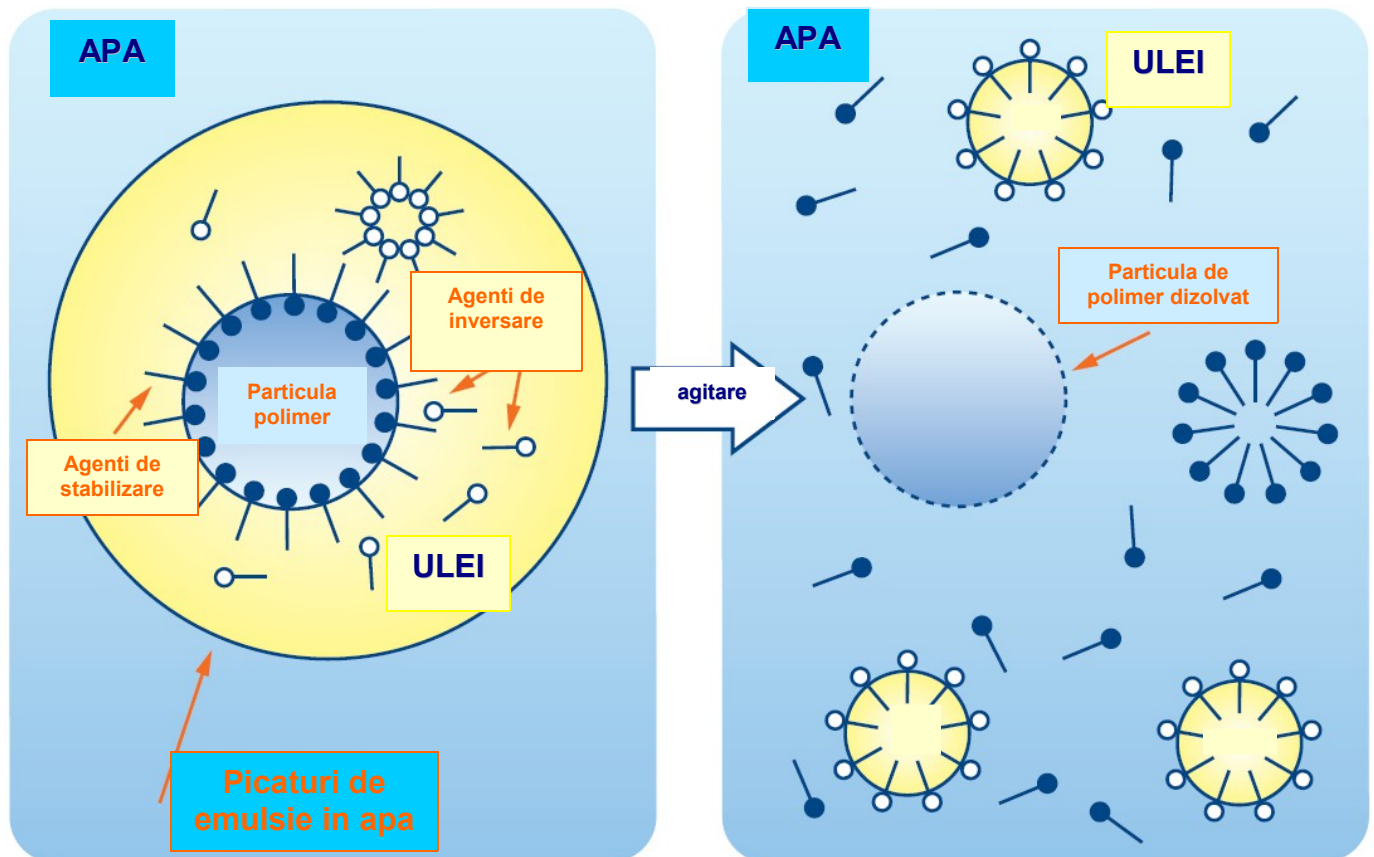 APA
Agenti de
inversare
Particula
polimer
Agenti de
stabilizare
ULEI
Picaturi de
emulsie in apa
agitare
APA
ULEI
Particula de
polimer dizolvat